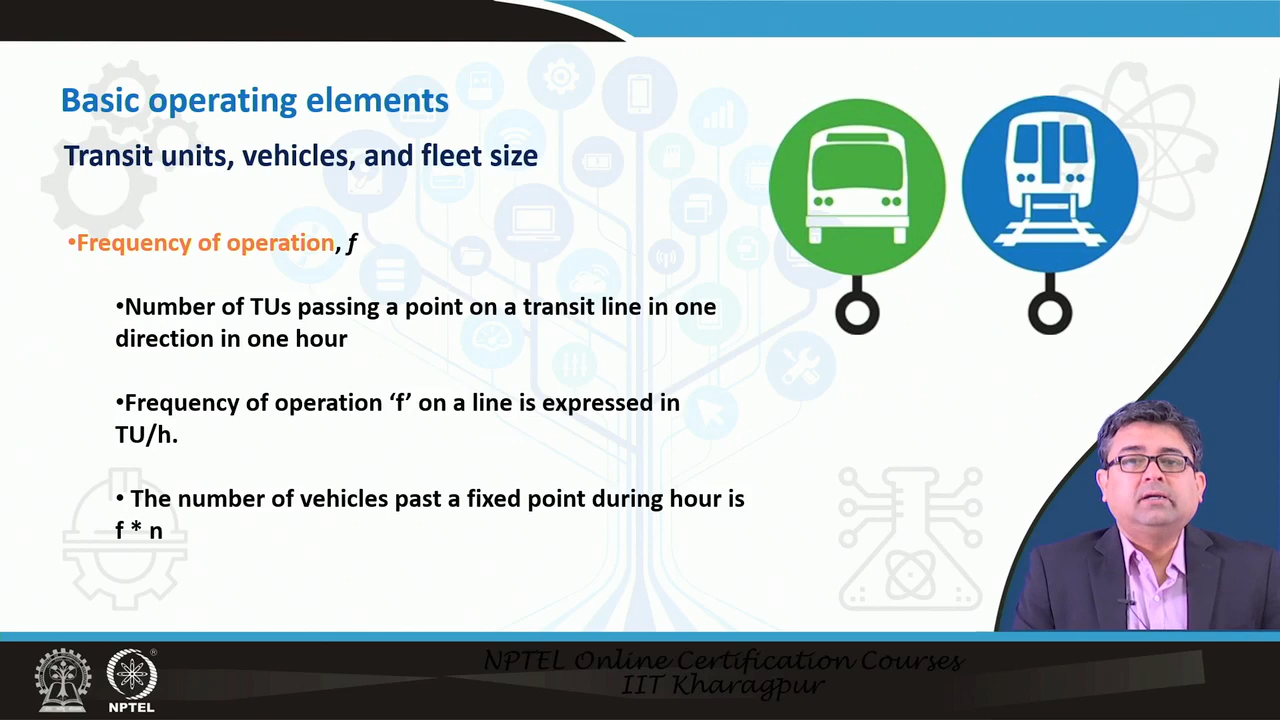 Basic operating elements
Transit units, vehicles, and fleet size
•Frequency of operation, f
•Number of TUs passing a point on a transit line in one
direction in one hour
•Frequency of operation ‘f’ on a line is expressed in
TU/h.
• The number of vehicles past a fixed point during hour is
f * n
NPTEL Online Certification Courses
IIT Kharagpur
NPTEL
®